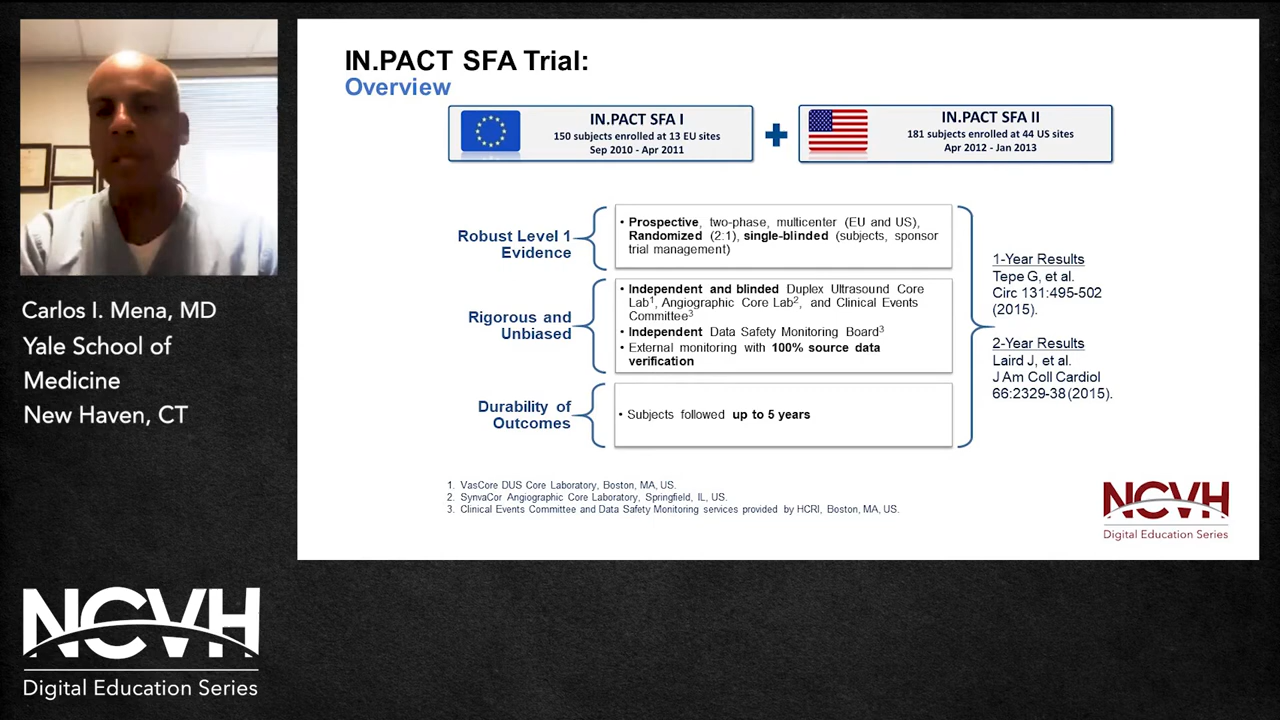 IN.PACT SFA Trial:
Overview
IN.PACT SFA I
150 subjects enrolled at 13 EU sites
Sep 2010 - Apr 2011
IN.PACT SFA II
181 subjects enrolled at 44 US sites
Apr 2012 - Jan 2013
Robust Level 1
Evidence
• Prospective, two-phase, multicenter (EU and US),
Randomized (2:1), single-blinded (subjects, sponsor
trial management)
Rigorous and
Unbiased
• Independent and blinded Duplex Ultrasound Core
Lab1, Angiographic Core Lab2, and Clinical Events
Committee3
• Independent Data Safety Monitoring Board3
• External monitoring with 100% source data
verification
Durability of
Outcomes
• Subjects followed up to 5 years
1-Year Results
Tepe G, et al.
Circ 131:495-502
(2015).
2-Year Results
Laird J, et al.
J Am Coll Cardiol
66:2329-38 (2015).
1. VasCore DUS Core Laboratory, Boston, MA, US.
2. SynvaCor Angiographic Core Laboratory, Springfield, IL, US.
3. Clinical Events Committee and Data Safety Monitoring services provided by HCRI, Boston, MA, US.
NCVH
Digital Education Series
Carlos I. Mena, MD
Yale School of
Medicine
New Haven, CT
NCVH
Digital Education Series